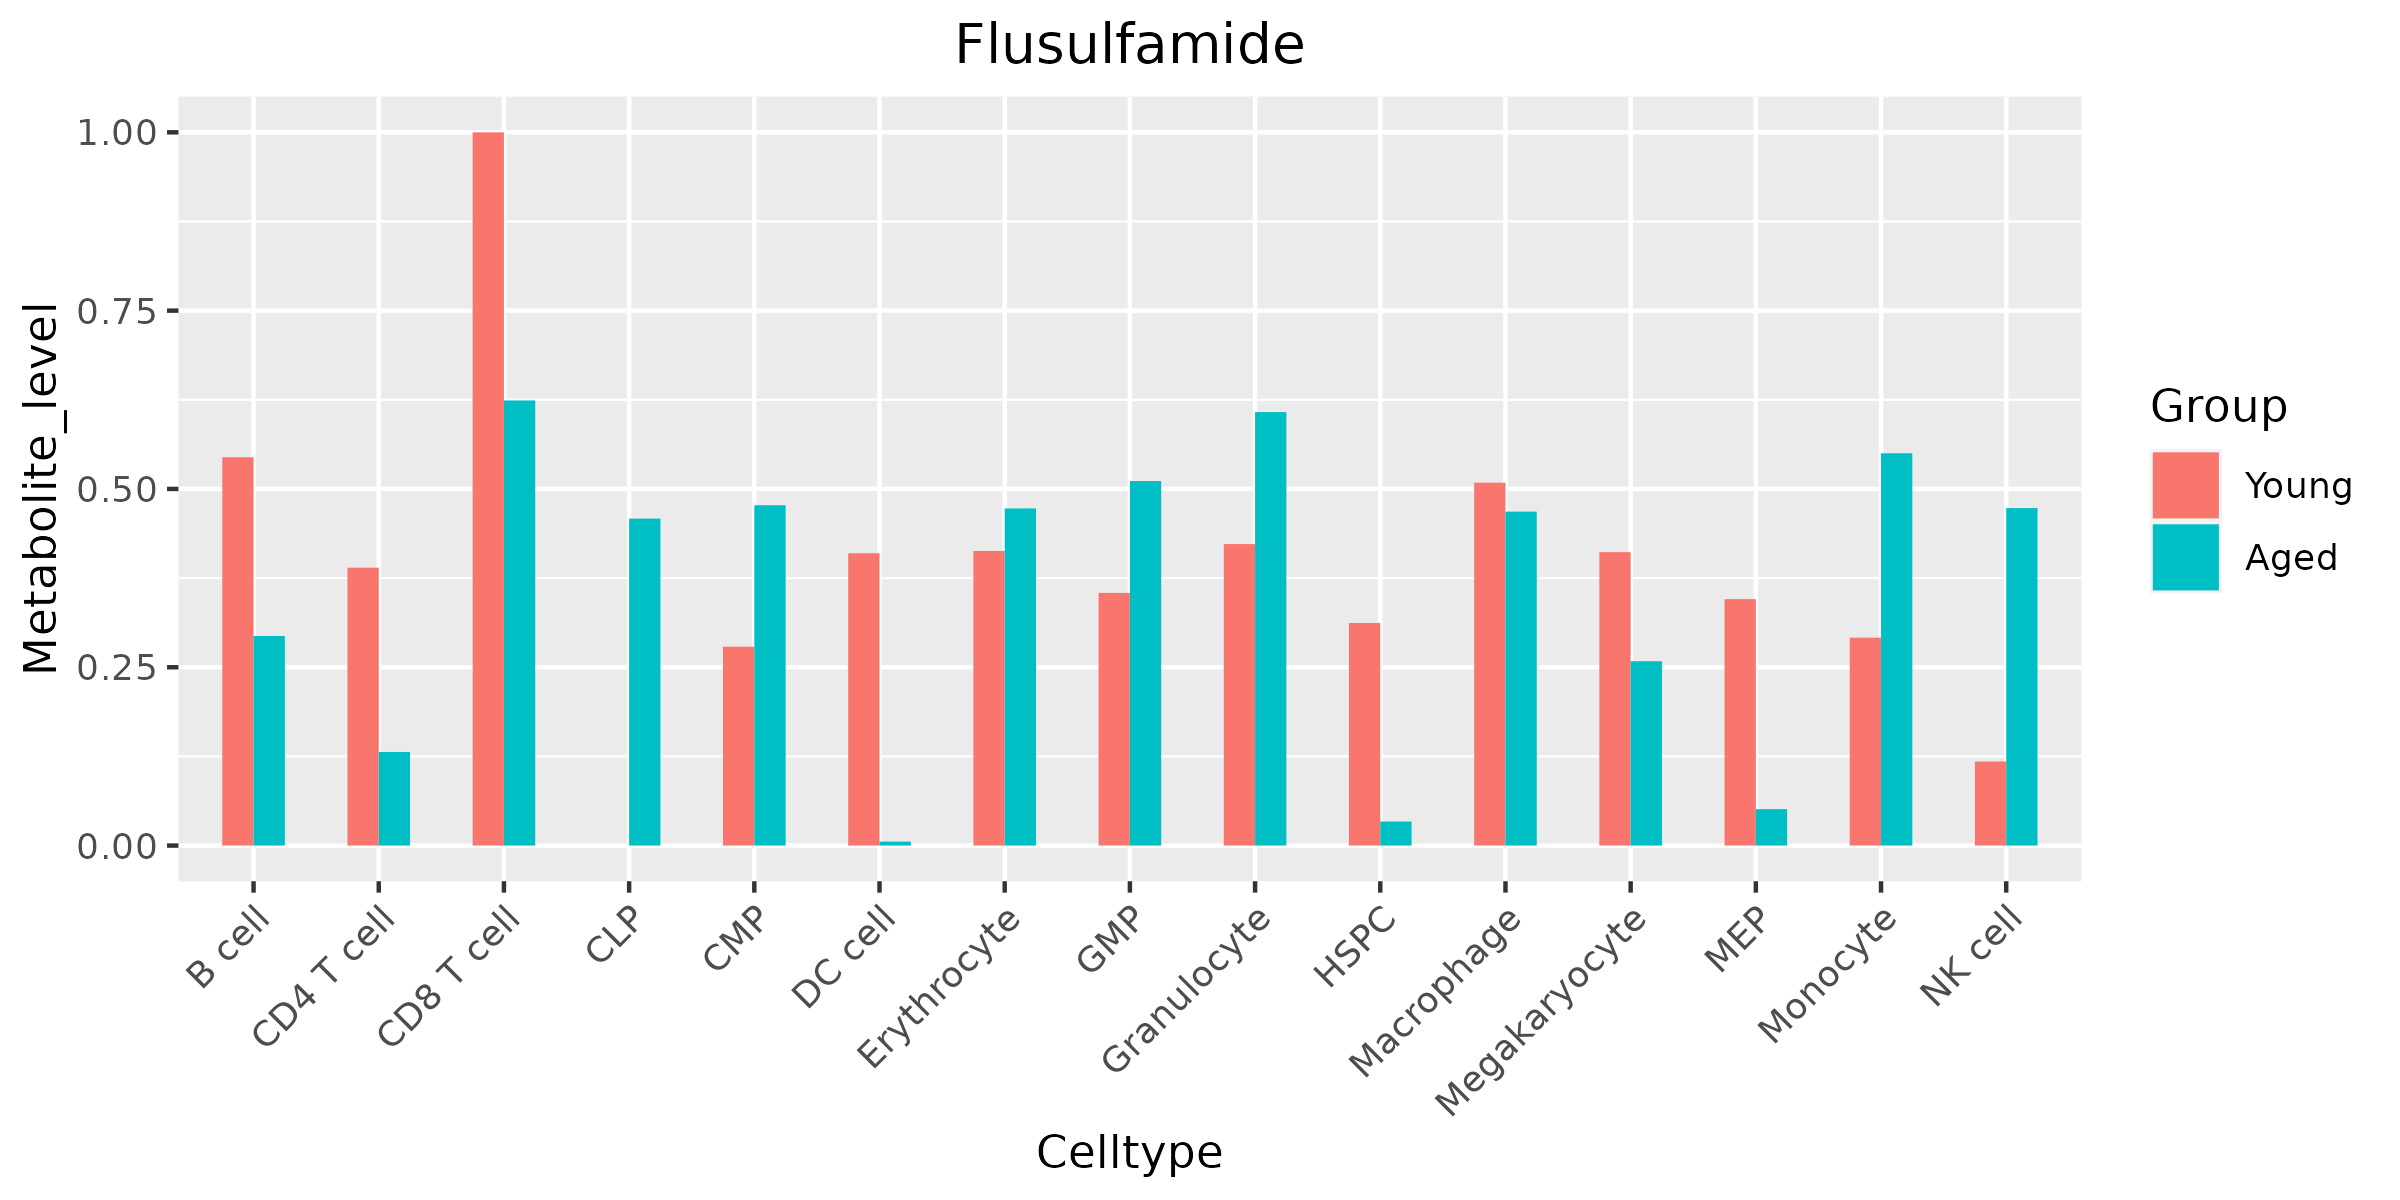 Flusulfamide
Metabolite_level
1.00
0.75
0.50
0.25
0.00
B cell
CD4 T cell
CD8 T cell
CLP
CMP
DC cell
Erythrocyte
GMP
Granulocyte
HSPC
Macrophage
Megakaryocyte
MEP
Monocyte
NK cell
Celltype
Group
Young
Aged